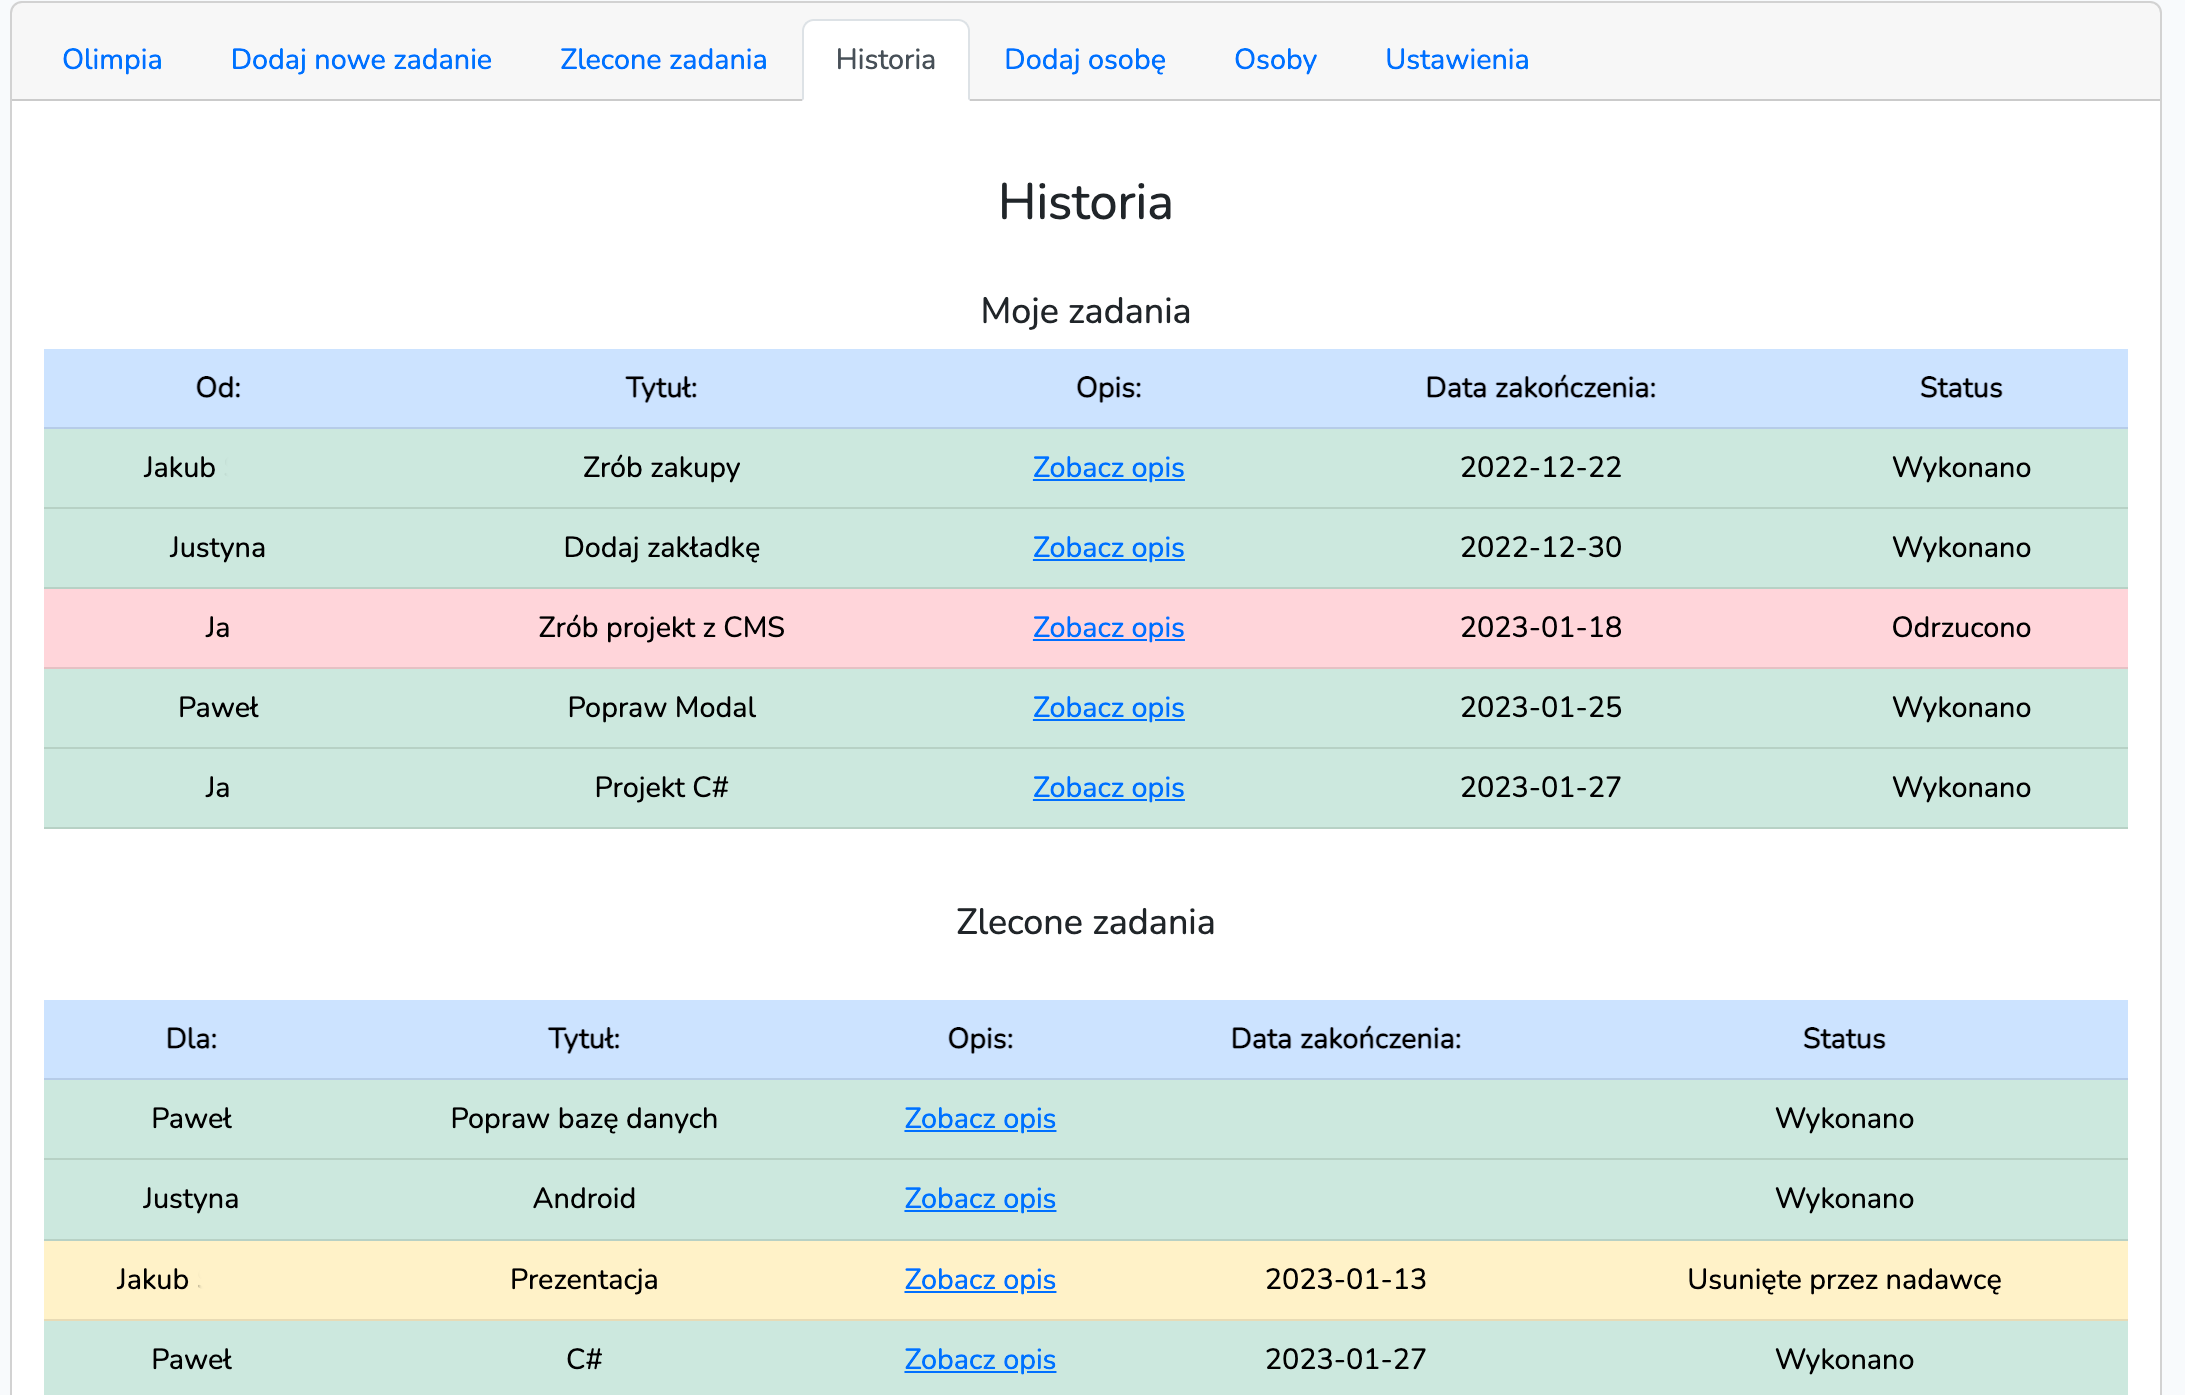 Olimpia Dodaj nowe zadanie Zlecone zadania Historia Dodaj osobę Osoby Ustawienia
Historia
Moje zadania
Od: Tytuł: Opis: Data zakończenia: Status
Jakub Zrób zakupy Zobacz opis 2022-12-22 Wykonano
Justyna Dodaj zakładkę Zobacz opis 2022-12-30 Wykonano
Ja Zrób projekt z CMS Zobacz opis 2023-01-18 Odrzucono
Paweł Popraw Modal Zobacz opis 2023-01-25 Wykonano
Ja Projekt C# Zobacz opis 2023-01-27 Wykonano
Zlecone zadania
Dla: Tytuł: Opis: Data zakończenia: Status
Paweł Popraw bazę danych Zobacz opis Wykonano
Justyna Android Zobacz opis Wykonano
Jakub Prezentacja Zobacz opis 2023-01-13 Usunięte przez nadawcę
Paweł C# Zobacz opis 2023-01-27 Wykonano